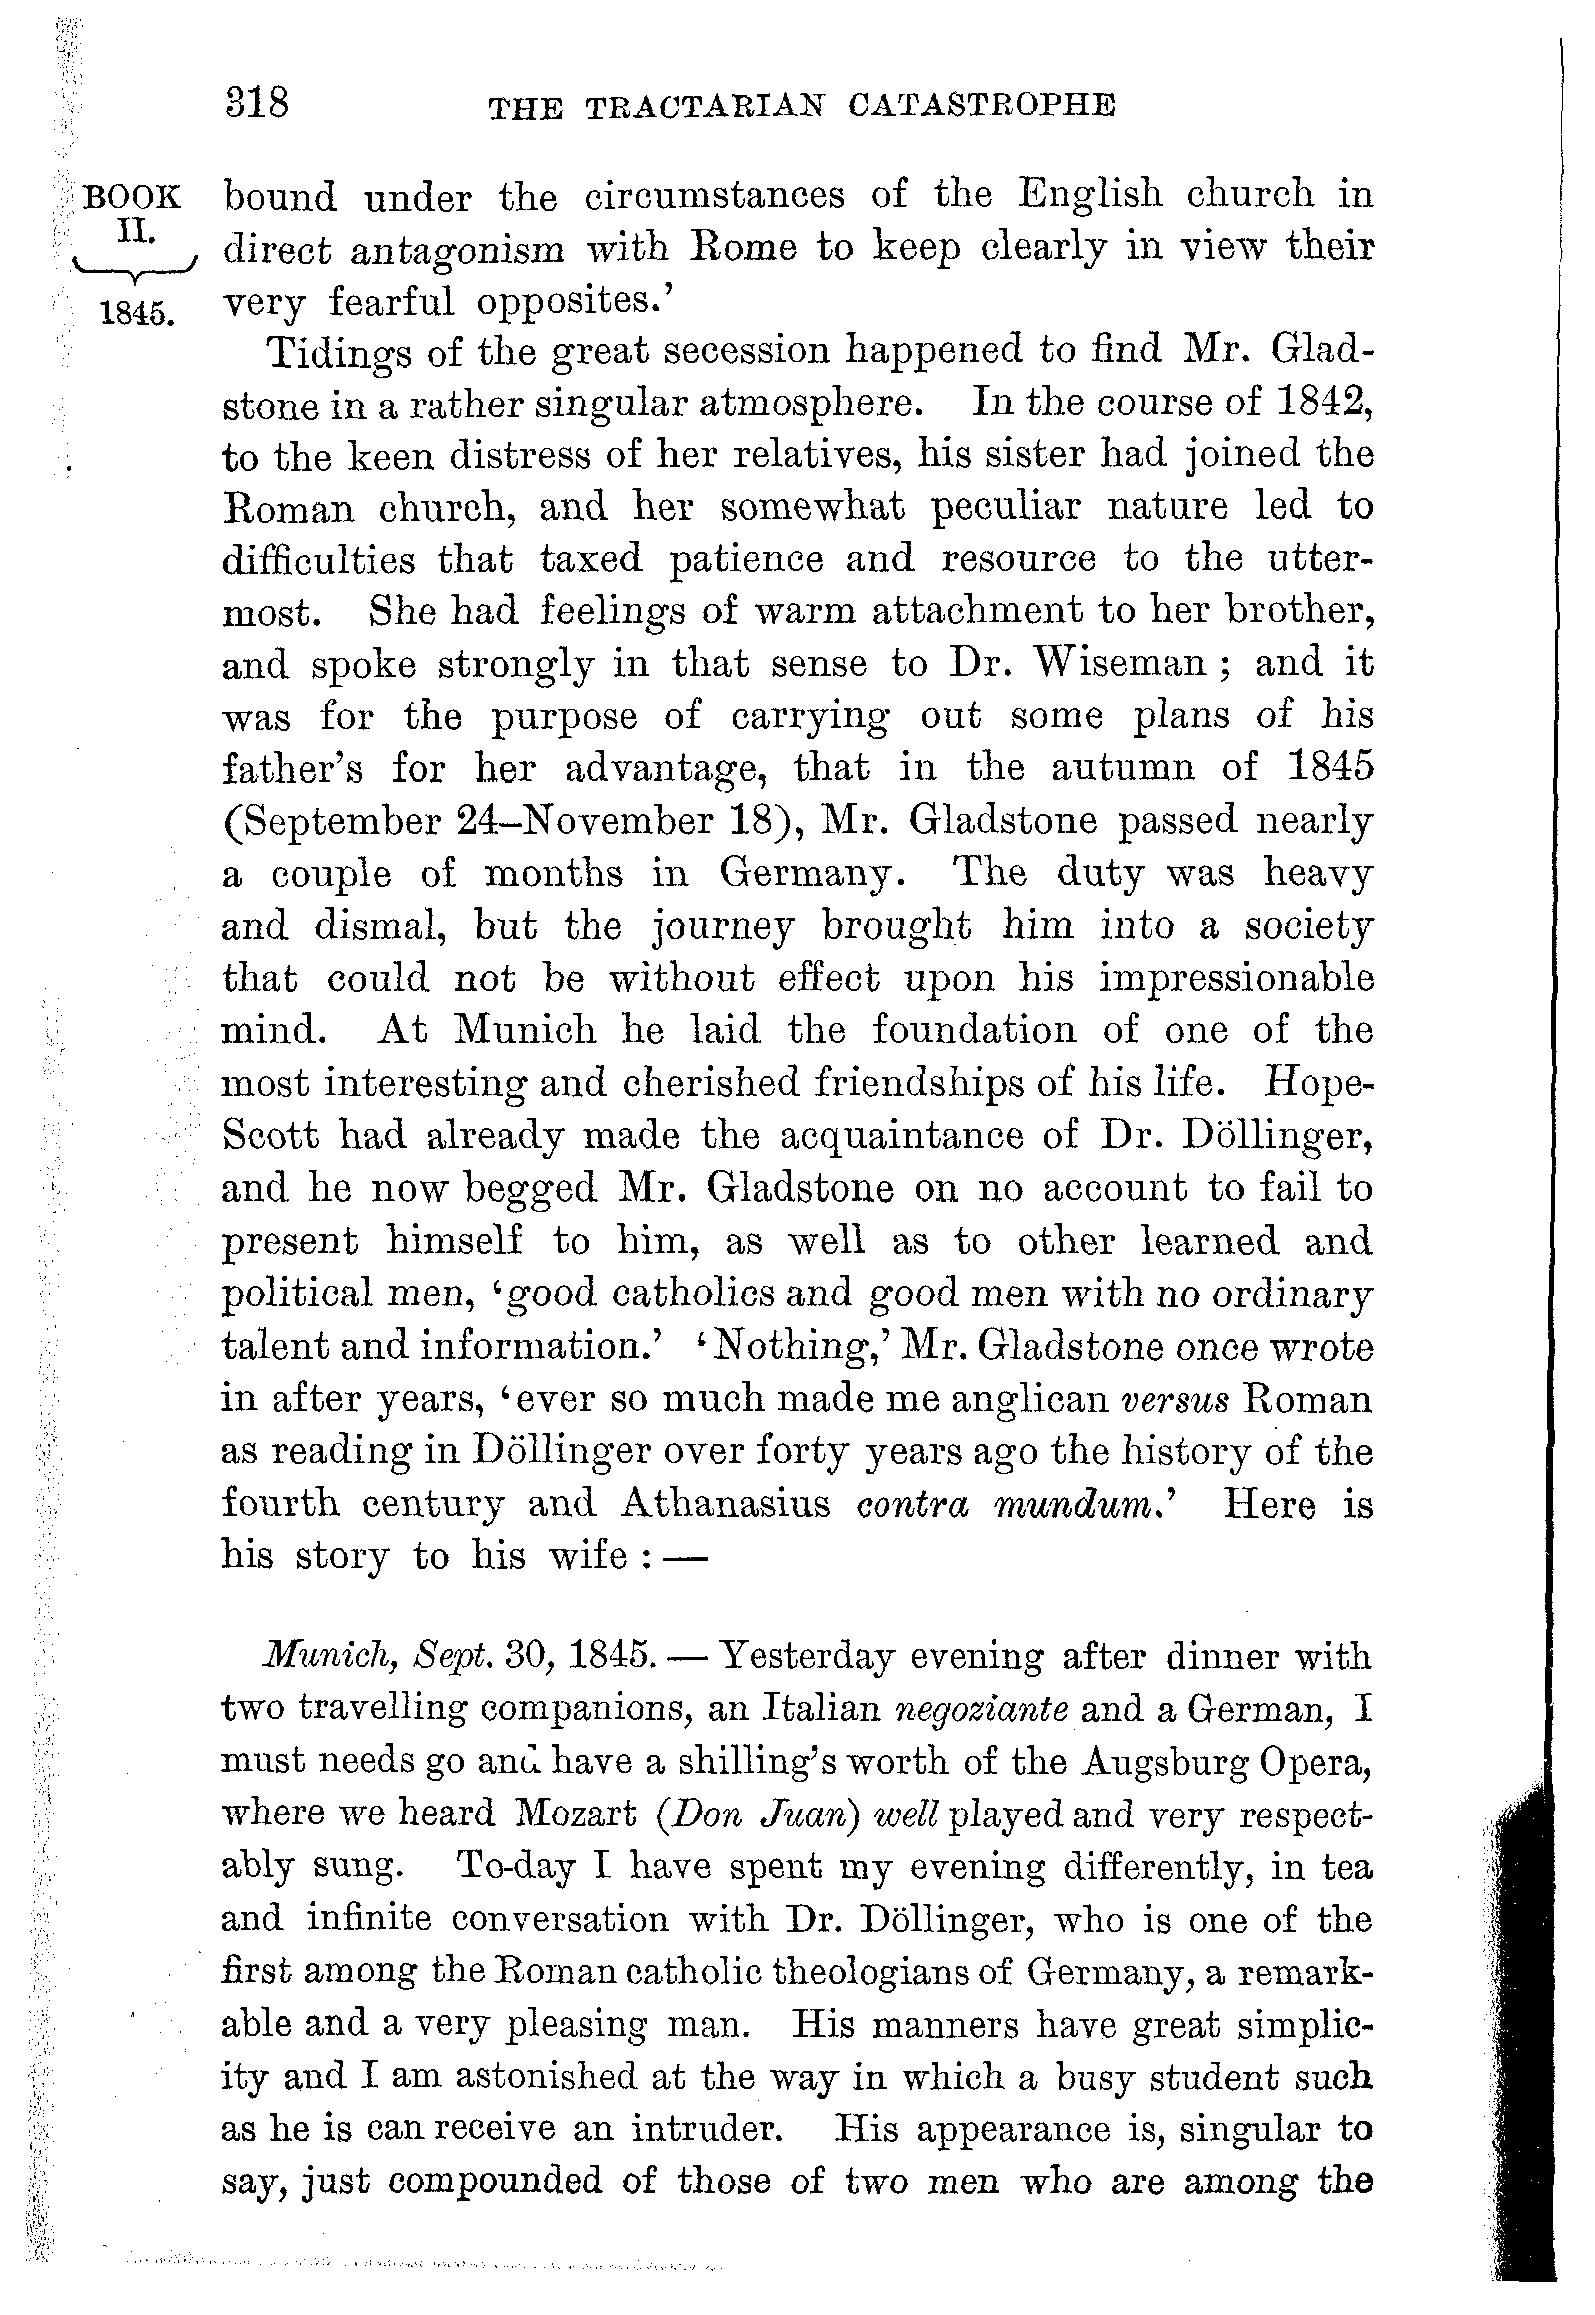 318 THE TRACTARIAN CATASTROPHE
BOOK
II.
1845.
bound under the circumstances of the English church in
direct antagonism with Rome to keep clearly in view their
very fearful opposites.’
Tidings of the great secession happened to find Mr. Glad-
stone in a rather singular atmosphere. In the course of 1842,
to the keen distress of her relatives, his sister had joined the
Roman church, and her somewhat peculiar nature led to
difficulties that taxed patience and resource to the utter-
most. She had feelings of warm attachment to her brother,
and spoke strongly in that sense to Dr. Wiseman ; and it
was for the purpose of carrying out some plans of his
father’s for her advantage, that in the autumn of 1845
(September 24–November 18), Mr. Gladstone passed nearly
a couple of months in Germany. The duty was heavy
and dismal, but the journey brought him into a society
that could not be without effect upon his impressionable
mind. At Munich he laid the foundation of one of the
most interesting and cherished friendships of his life. Hope-
Scott had already made the acquaintance of Dr. Döllinger,
and he now begged Mr. Gladstone on no account to fail to
present himself to him, as well as to other learned and
political men, ‘good catholics and good men with no ordinary
talent and information.’ ‘Nothing,’ Mr. Gladstone once wrote
in after years, ‘ever so much made me anglican versus Roman
as reading in Döllinger over forty years ago the history of the
fourth century and Athanasius contra mundum.’ Here is
his story to his wife : —
Munich, Sept. 30, 1845. — Yesterday evening after dinner with
two travelling companions, an Italian negoziante and a German, I
must needs go and have a shilling’s worth of the Augsburg Opera,
where we heard Mozart (Don Juan) well played and very respect-
ably sung. To-day I have spent my evening differently, in tea
and infinite conversation with Dr. Döllinger, who is one of the
first among the Roman catholic theologians of Germany, a remark-
able and a very pleasing man. His manners have great simplic-
ity and I am astonished at the way in which a busy student such
as he is can receive an intruder. His appearance is, singular to
say, just compounded of those of two men who are among the